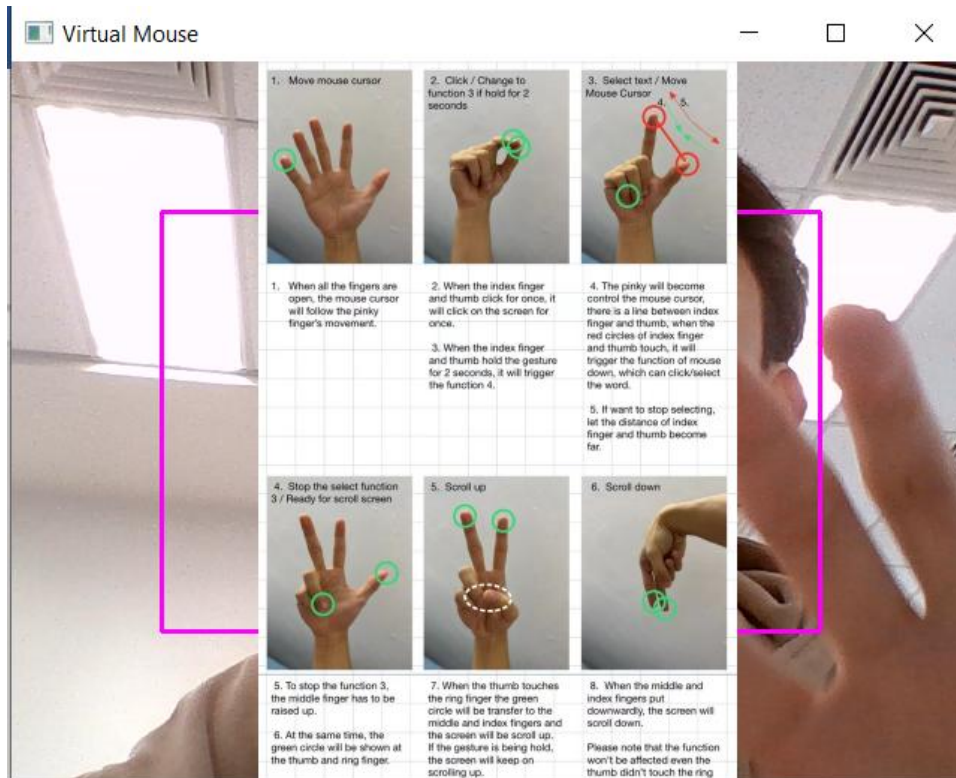 Virtual Mouse
1. Move mouse cursor
2. Click / Change to
function 3 if hold for 2
seconds
3. Select text / Move
Mouse Cursor
4. 5.
1. When all the fingers are
open, the mouse cursor
will follow the pinky
finger's movement.
2. When the index finger
and thumb click for once, it
will click on the screen for
once.
3. When the index finger
and thumb hold the gesture
for 2 seconds, it will trigger
the function 4.
4. The pinky will become
control the mouse cursor,
there is a line between index
finger and thumb, when the
red circles of index finger
and thumb touch, it will
trigger the function of mouse
down, which can click/select
the word.
5. If want to stop selecting,
let the distance of index
finger and thumb become
far.
4. Stop the select function
3 / Ready for scroll screen
5. Scroll up
6. Scroll down
5. To stop the function 3,
the middle finger has to be
raised up.
6. At the same time, the
green circle will be shown at
the thumb and ring finger.
7. When the thumb touches
the ring finger the green
circle will be transfer to the
middle and index fingers and
the screen will be scroll up.
If the gesture is being hold,
the screen will keep on
scrolling up.
8. When the middle and
index fingers put
downwardly, the screen will
scroll down.
Please note that the function
won't be affected even the
thumb didn't touch the ring